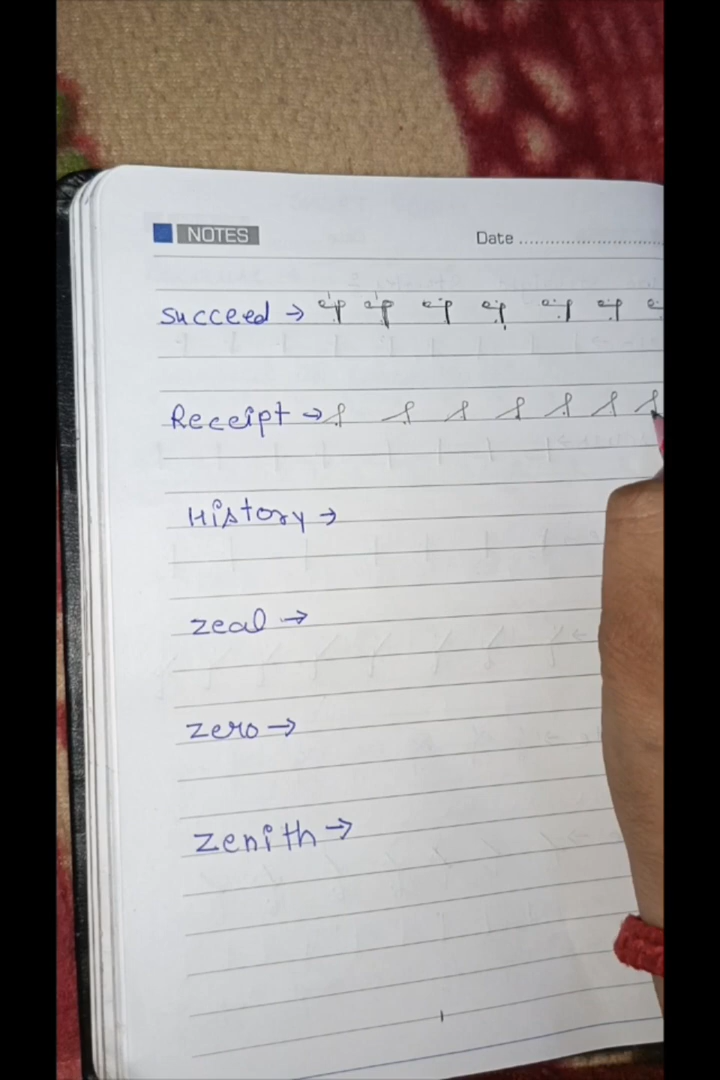 NOTES
Date ........................
Succeed →
Receipt →
History →
zeal →
zero →
Zenith →